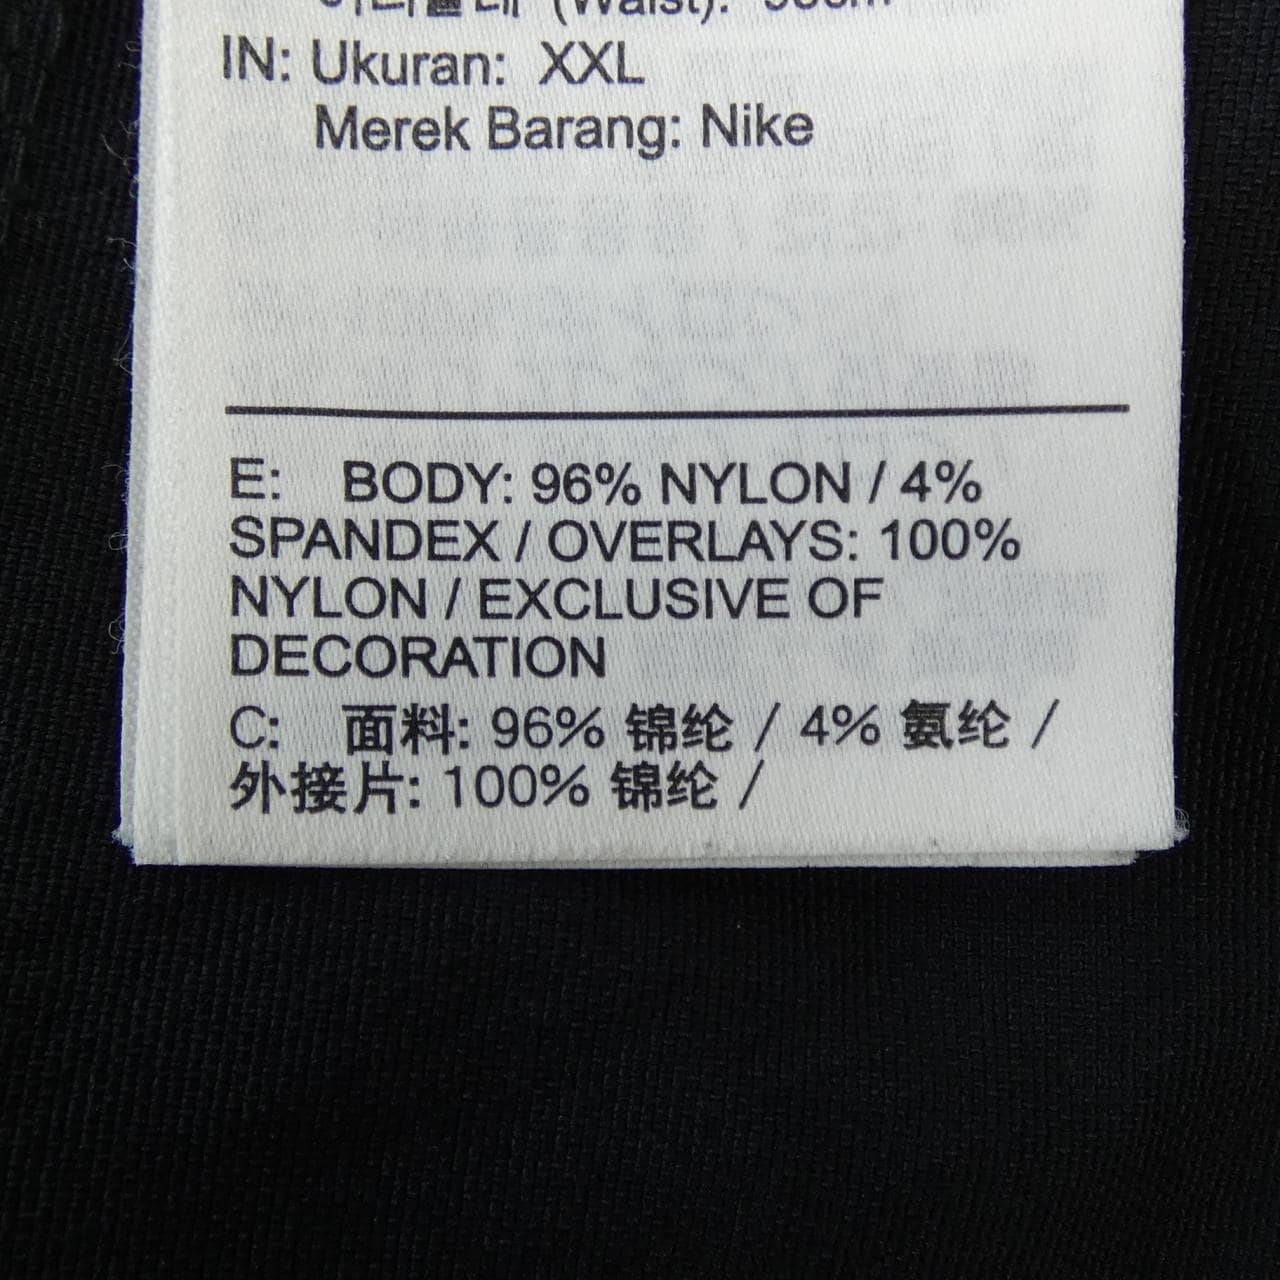 (Waist):
IN: Ukuran: XXL
Merek Barang: Nike
E: BODY: 96% NYLON / 4%
SPANDEX / OVERLAYS: 100%
NYLON / EXCLUSIVE OF
DECORATION
C: 面料: 96% 锦纶 / 4% 氨纶 /
外接片: 100% 锦纶 /